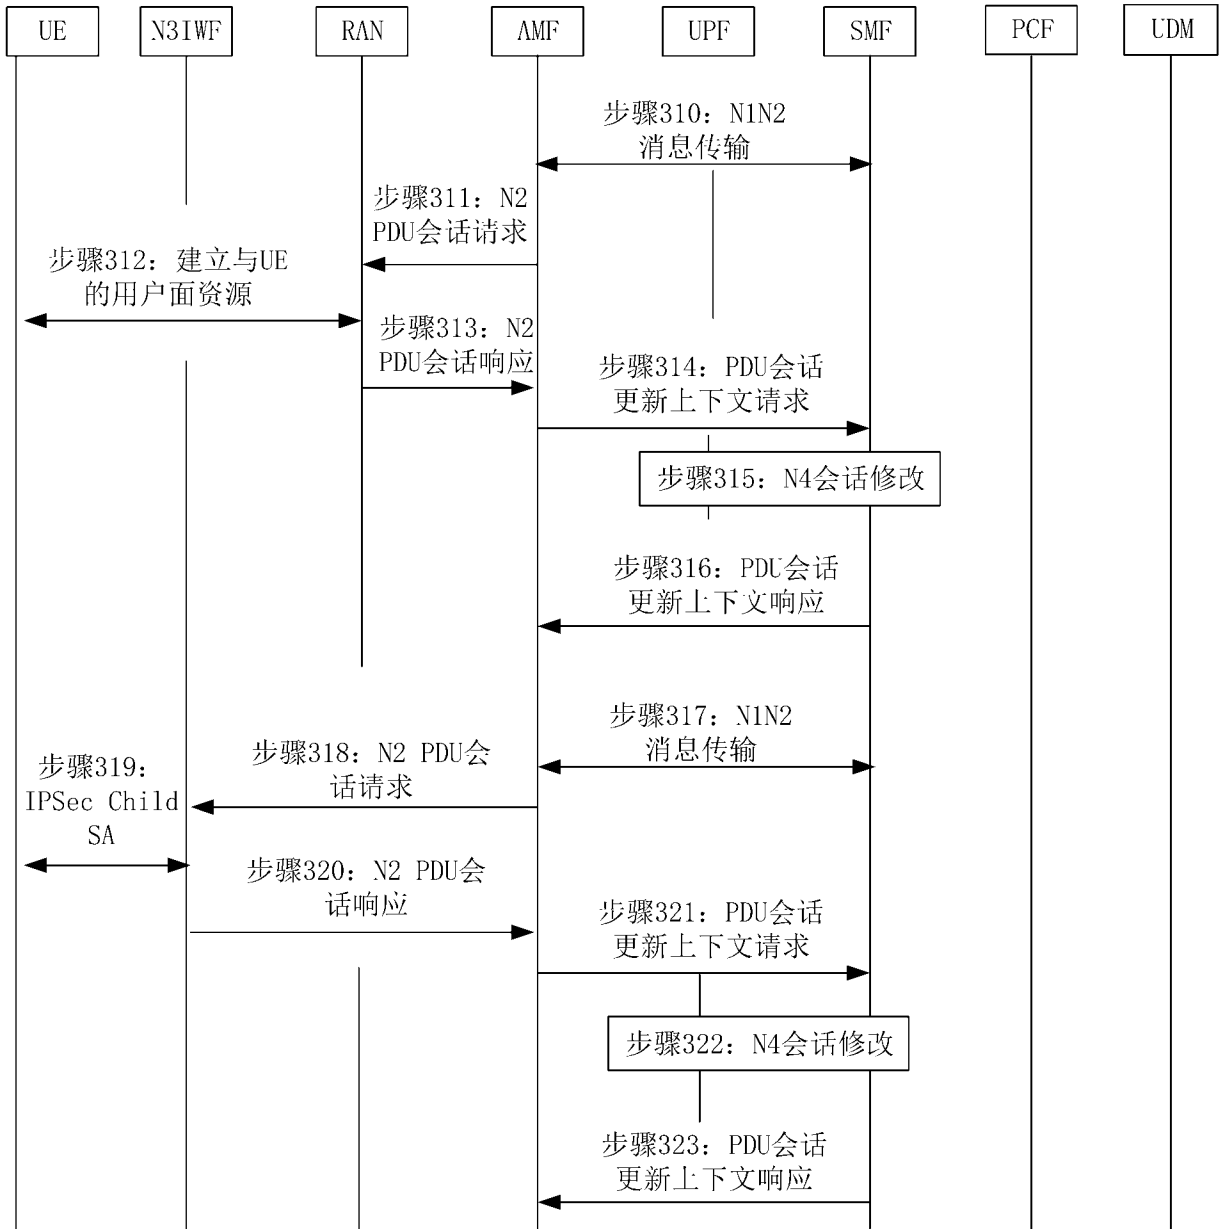 UE
N3IWF
RAN
AMF
UPF
SMF
PCF
UDM
步骤310：N1N2
消息传输
步骤311：N2
PDU会话请求
步骤312：建立与UE
的用户面资源
步骤313：N2
PDU会话响应
步骤314：PDU会话
更新上下文请求
步骤315：N4会话修改
步骤316：PDU会话
更新上下文响应
步骤317：N1N2
消息传输
步骤318：N2 PDU会
话请求
步骤319：
IPSec Child
SA
步骤320：N2 PDU会
话响应
步骤321：PDU会话
更新上下文请求
步骤322：N4会话修改
步骤323：PDU会话
更新上下文响应